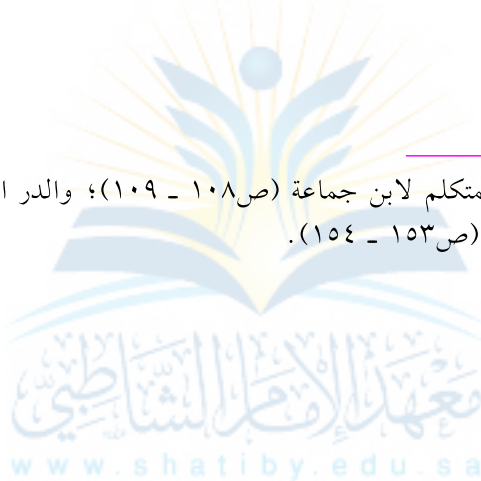 متكلم لابن جماعة (ص١٠٨ ـ ١٠٩)؛ والدر ا
(ص١٥٣ ـ ١٥٤).
معهد الإمام الشاطبي
www.shatiby.edu.sa